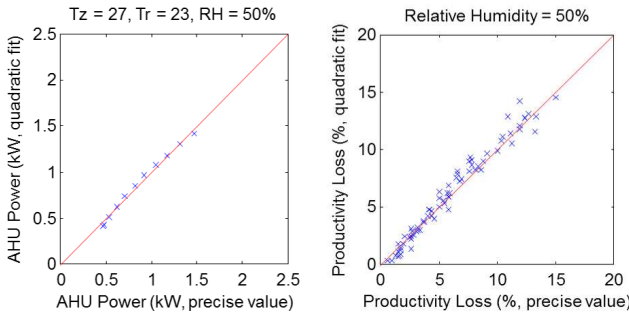 Tz = 27, Tr = 23, RH = 50%
2.5
2
1.5
1
0.5
0
AHU Power (kW, quadratic fit)
0 0.5 1 1.5 2 2.5
AHU Power (kW, precise value)
Relative Humidity = 50%
20
15
10
5
0
Productivity Loss (%, quadratic fit)
0 5 10 15 20
Productivity Loss (%, precise value)